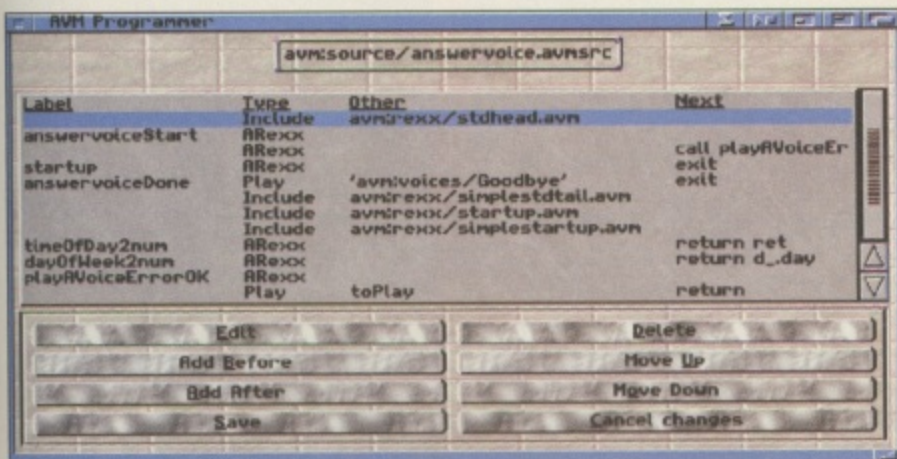 AVM Programmer
avm:source/answervoice.avmsrc
Label Type Other Next
Include avm:rexx/stdhead.avm
answervoiceStart ARexx
ARexx call playAVoiceEr
startup ARexx exit
answervoiceDone Play 'avm:voices/Goodbye' exit
Include avm:rexx/simplestdtail.avm
Include avm:rexx/startup.avm
Include avm:rexx/simplestartup.avm
timeOfDay2num ARexx return ret
dayOfWeek2num ARexx return d_.day
playAVoiceErrorOK ARexx
Play toPlay return
Edit Delete
Add Before Move Up
Add After Move Down
Save Cancel changes